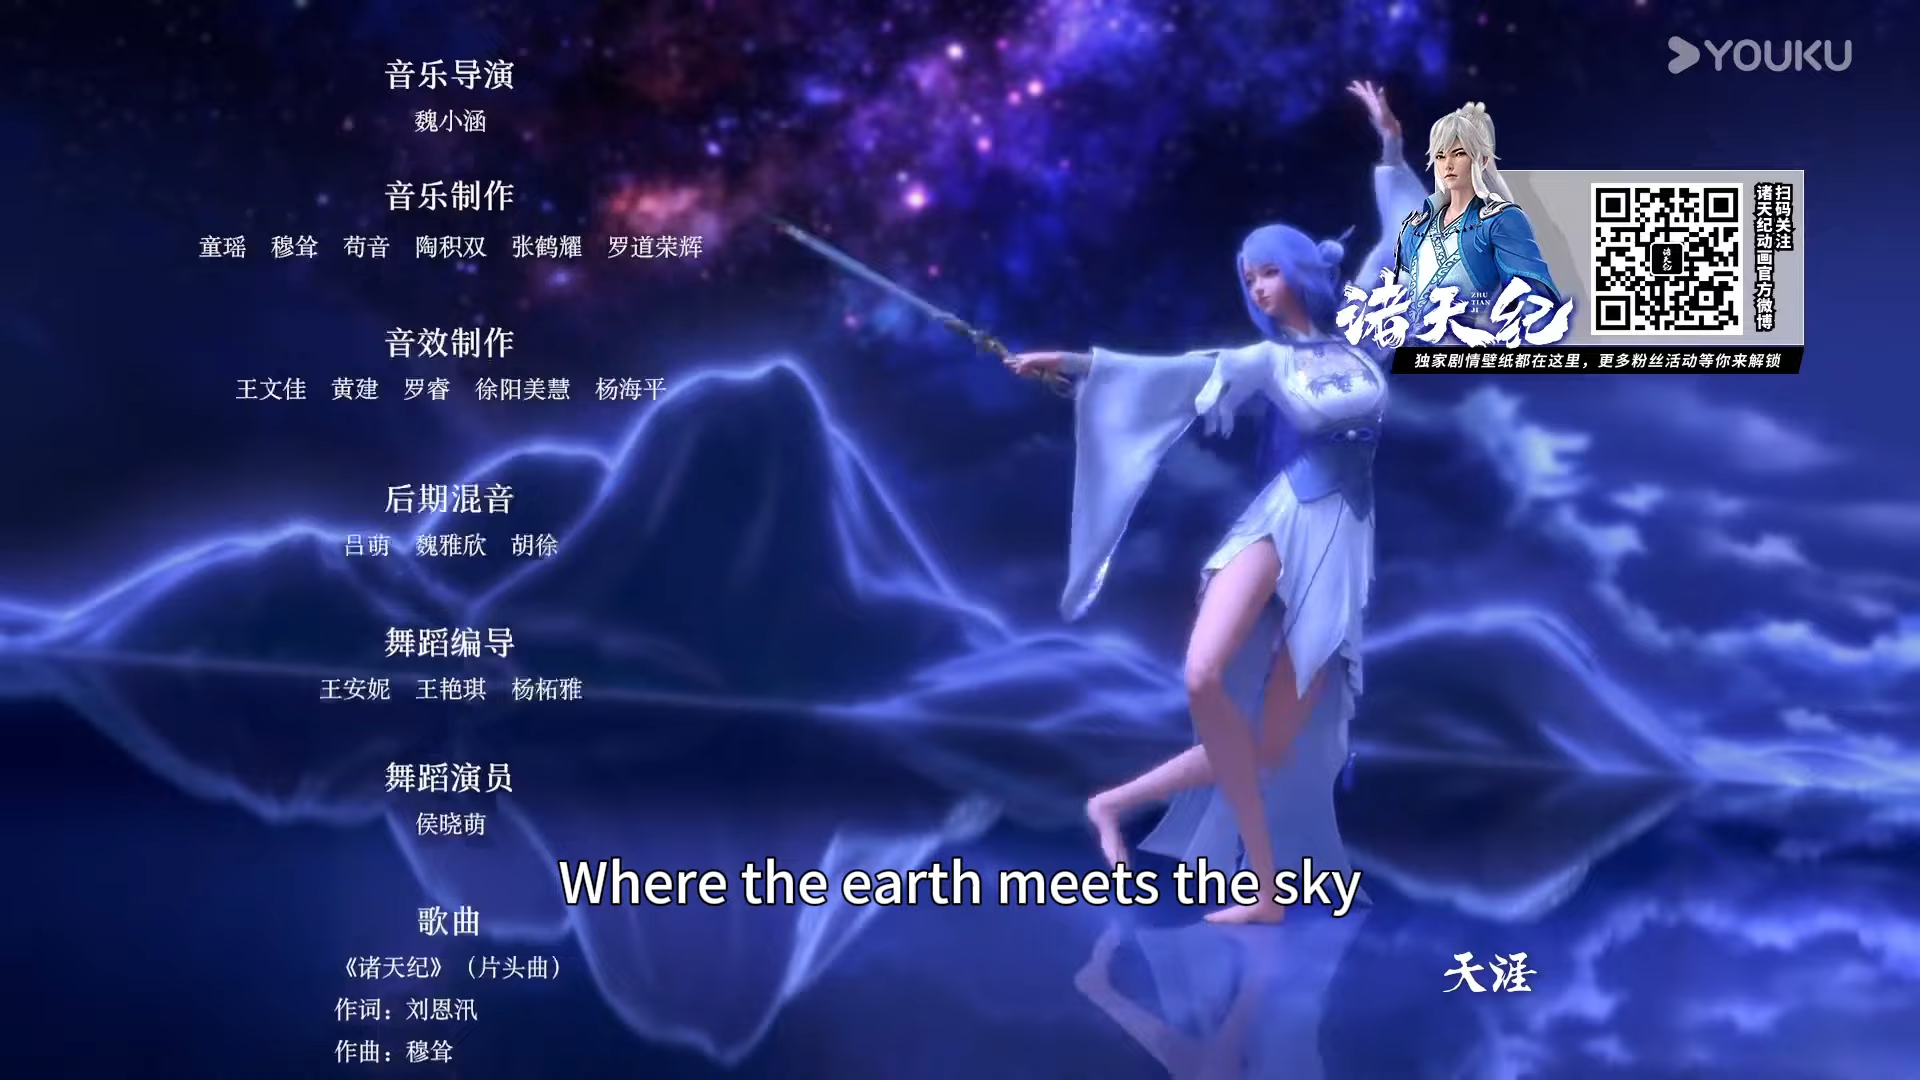 音乐导演
魏小涵
音乐制作
童瑶 穆耸 苟音 陶积双 张鹤耀 罗道荣辉
音效制作
王文佳 黄建 罗睿 徐阳美慧 杨海平
后期混音
吕萌 魏雅欣 胡徐
舞蹈编导
王安妮 王艳琪 杨柘雅
舞蹈演员
侯晓萌
歌曲
《诸天纪》（片头曲）
作词：刘恩汛
作曲：穆耸
YOUKU
扫码关注
诸天纪动画官方微博
诸天纪
ZHU TIAN JI
诸天纪
独家剧情壁纸都在这里，更多粉丝活动等你来解锁
Where the earth meets the sky
天涯